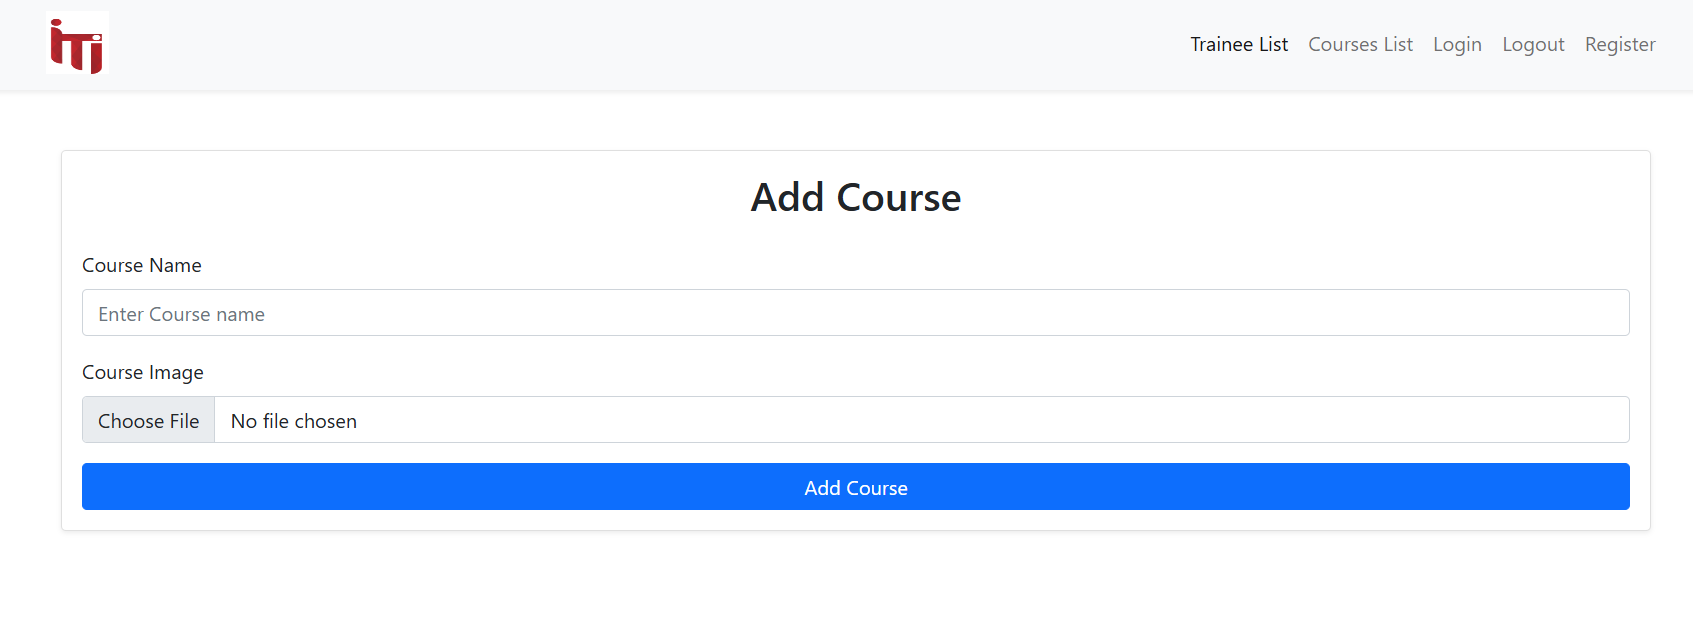 iTi
Trainee List Courses List Login Logout Register
Add Course
Course Name
Enter Course name
Course Image
Choose File No file chosen
Add Course